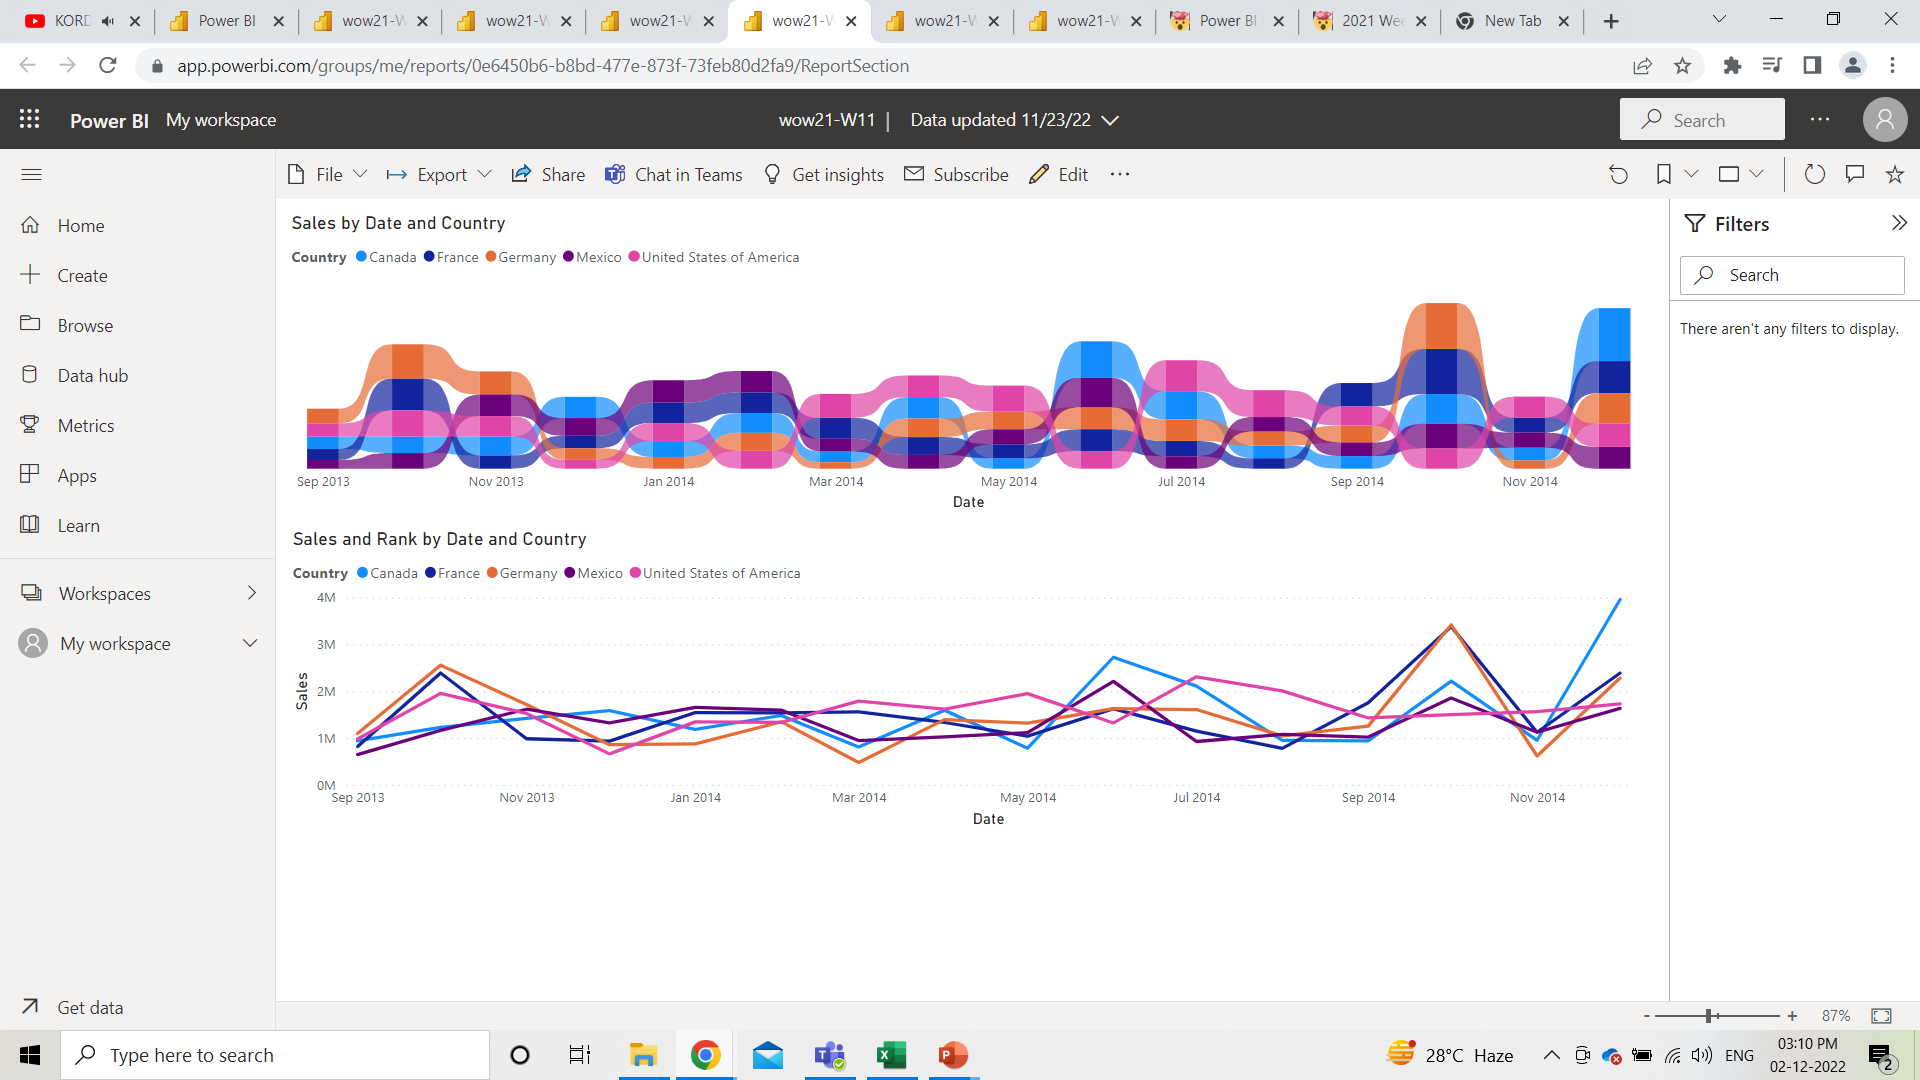 KORD
Power BI
wow21-W
wow21-W
wow21-W
wow21-W
wow21-W
wow21-W
Power BI
2021 Wee
New Tab
app.powerbi.com/groups/me/reports/0e6450b6-b8bd-477e-873f-73feb80d2fa9/ReportSection
Power BI My workspace
wow21-W11 | Data updated 11/23/22
Search
File
Export
Share
Chat in Teams
Get insights
Subscribe
Edit
Home
Create
Browse
Data hub
Metrics
Apps
Learn
Workspaces
My workspace
Get data
Sales by Date and Country
Country Canada France Germany Mexico United States of America
Sep 2013 Nov 2013 Jan 2014 Mar 2014 May 2014 Jul 2014 Sep 2014 Nov 2014
Date
Sales and Rank by Date and Country
Country Canada France Germany Mexico United States of America
4M
3M
2M
1M
0M
Sales
Sep 2013 Nov 2013 Jan 2014 Mar 2014 May 2014 Jul 2014 Sep 2014 Nov 2014
Date
Filters
Search
There aren't any filters to display.
- + 87%
Type here to search
28°C Haze
ENG
03:10 PM
02-12-2022
2